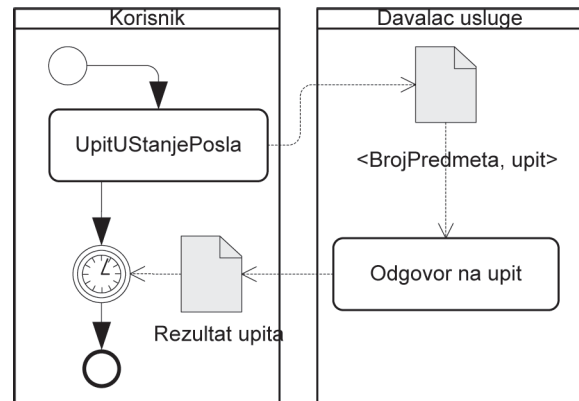 Korisnik
Davalac usluge
UpitUStanjePosla
<BrojPredmeta, upit>
Odgovor na upit
Rezultat upita